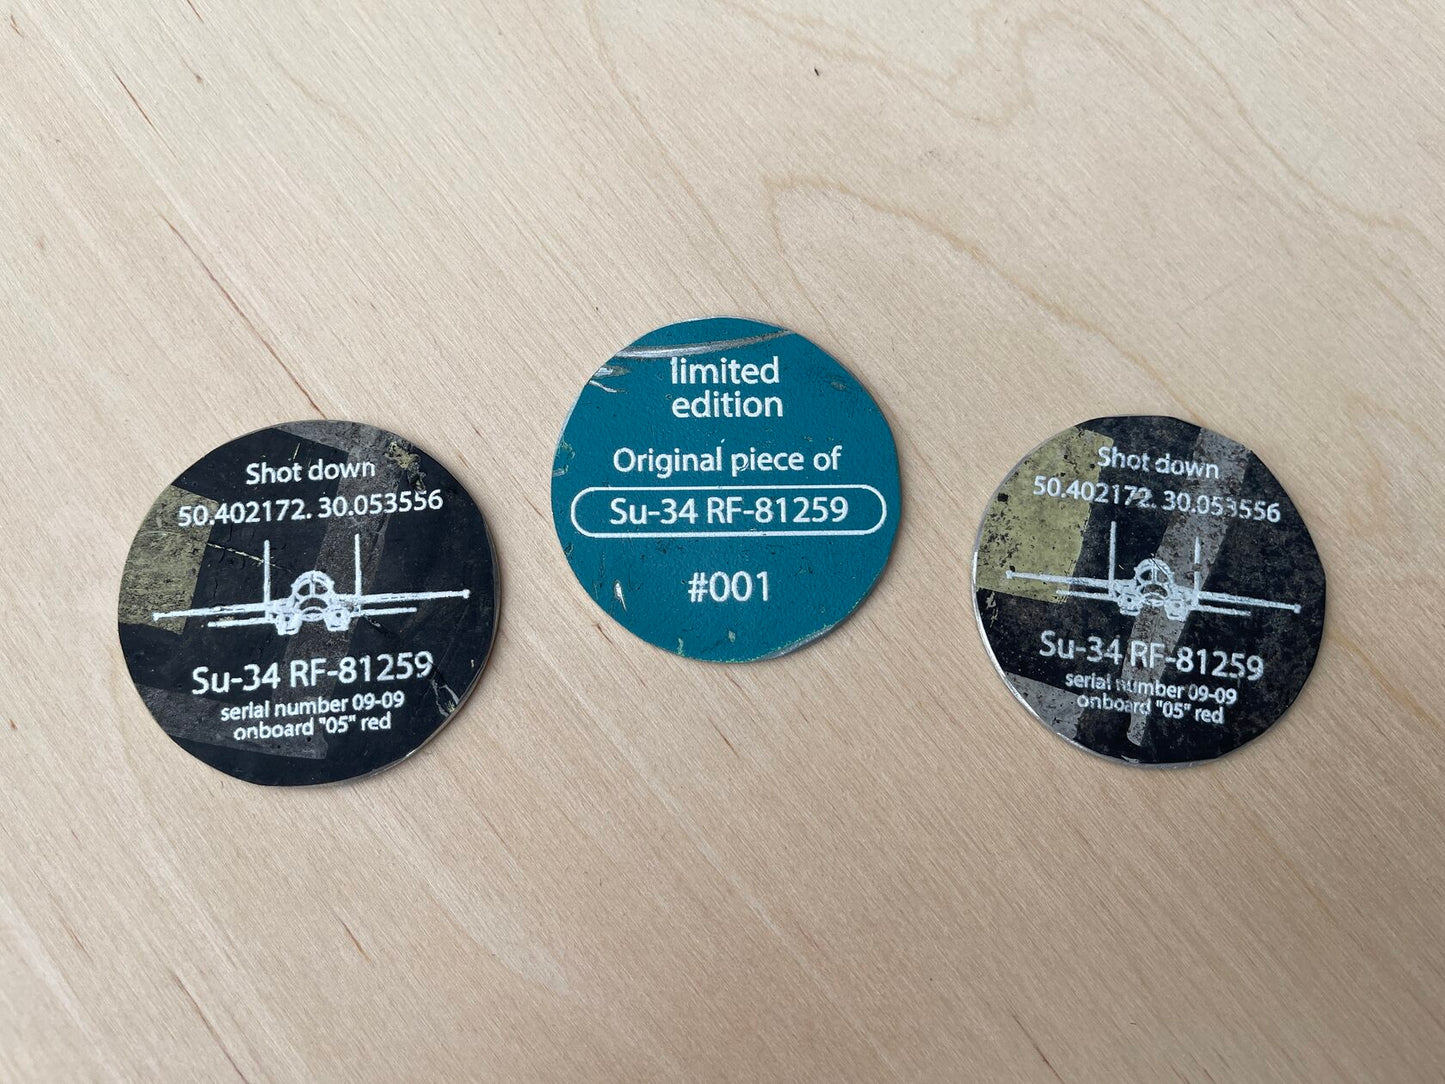 Shot down
50.402172. 30.053556
Su-34 RF-81259
serial number 09-09
onboard "05" red
limited
edition
Original piece of
Su-34 RF-81259
#001
Shot down
50.402172. 30.053556
Su-34 RF-81259
serial number 09-09
onboard "05" red